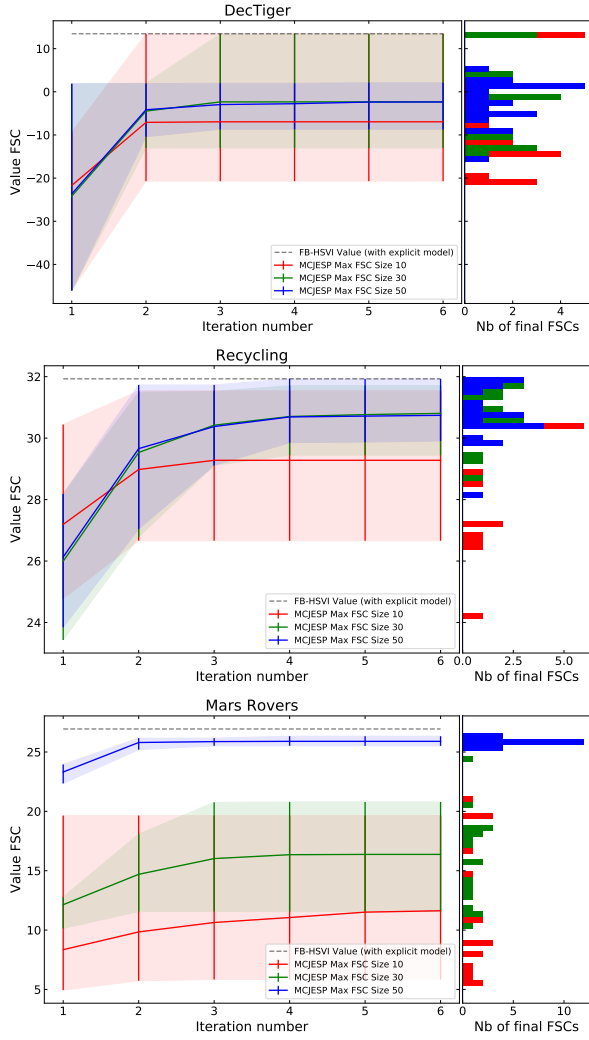 DecTiger
10
0
−10
−20
−30
−40
Value FSC
FB-HSVI Value (with explicit model)
MCJESP Max FSC Size 10
MCJESP Max FSC Size 30
MCJESP Max FSC Size 50
1 2 3 4 5 6
Iteration number
0 2 4
Nb of final FSCs
Recycling
32
30
28
26
24
Value FSC
FB-HSVI Value (with explicit model)
MCJESP Max FSC Size 10
MCJESP Max FSC Size 30
MCJESP Max FSC Size 50
1 2 3 4 5 6
Iteration number
0.0 2.5 5.0
Nb of final FSCs
Mars Rovers
25
20
15
10
5
Value FSC
FB-HSVI Value (with explicit model)
MCJESP Max FSC Size 10
MCJESP Max FSC Size 30
MCJESP Max FSC Size 50
1 2 3 4 5 6
Iteration number
0 5 10
Nb of final FSCs